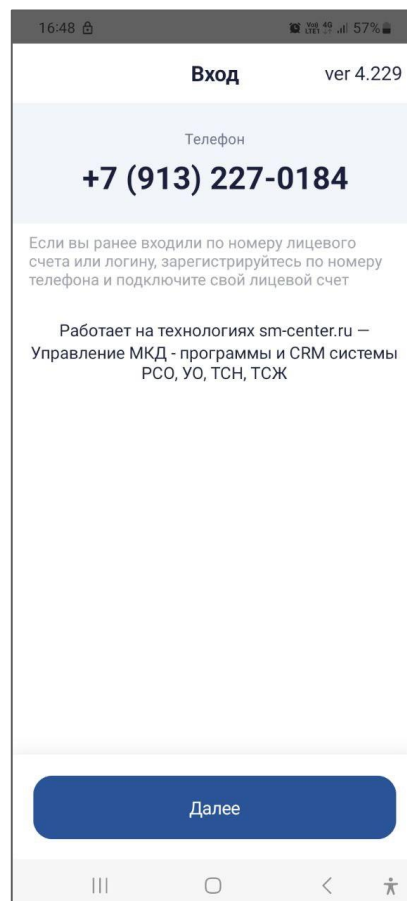 16:48 57%
Вход ver 4.229
Телефон
+7 (913) 227-0184
Если вы ранее входили по номеру лицевого
счета или логину, зарегистрируйтесь по номеру
телефона и подключите свой лицевой счет
Работает на технологиях sm-center.ru —
Управление МКД - программы и CRM системы
РСО, УО, ТСН, ТСЖ
Далее